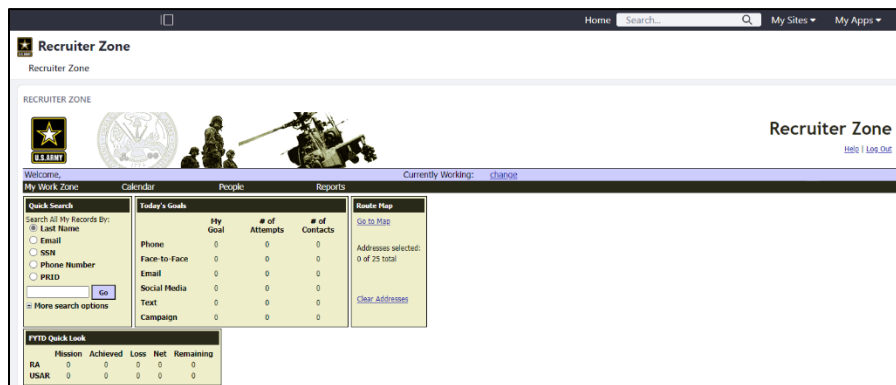 Home Search... My Sites My Apps
Recruiter Zone
Recruiter Zone
RECRUITER ZONE
U.S.ARMY
Recruiter Zone
Help | Log Out
Welcome, Currently Working: change
My Work Zone Calendar People Reports
Quick Search
Search All My Records By:
Last Name
Email
SSN
Phone Number
PRID
Go
More search options
Today's Goals
My Goal # of Attempts # of Contacts
Phone 0 0 0
Face-to-Face 0 0 0
Email 0 0 0
Social Media 0 0 0
Text 0 0 0
Campaign 0 0 0
Route Map
Go to Map
Addresses selected:
0 of 25 total
Clear Addresses
FYTD Quick Look
Mission Achieved Loss Net Remaining
RA 0 0 0 0 0
USAR 0 0 0 0 0